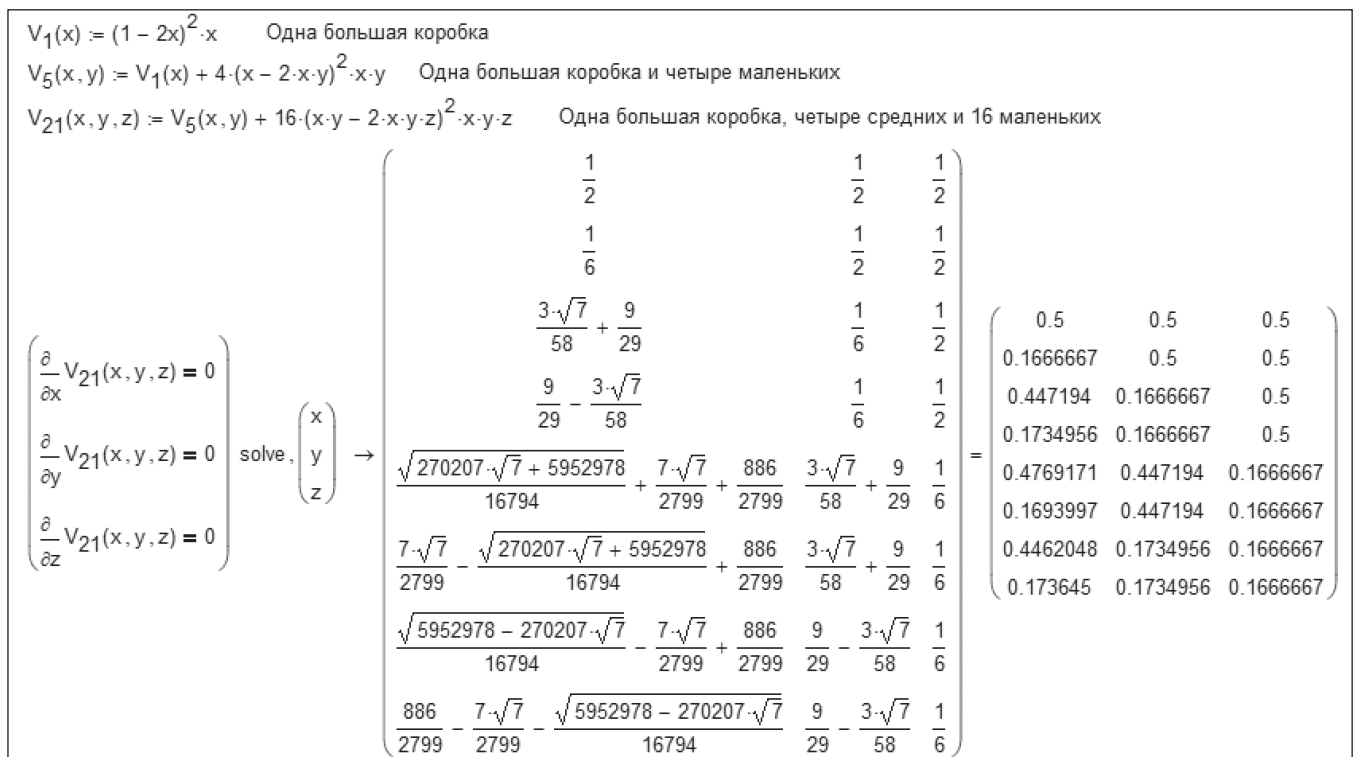 V₁(x) := (1 − 2x)²·x Одна большая коробка
V₅(x,y) := V₁(x) + 4·(x − 2·x·y)²·x·y Одна большая коробка и четыре маленьких
V₂₁(x,y,z) := V₅(x,y) + 16·(x·y − 2·x·y·z)²·x·y·z Одна большая коробка, четыре средних и 16 маленьких
∂/∂x V₂₁(x,y,z) = 0
∂/∂y V₂₁(x,y,z) = 0
∂/∂z V₂₁(x,y,z) = 0
solve,
x
y
z
→
1/2 1/2 1/2
1/6 1/2 1/2
3·√7/58 + 9/29 1/6 1/2
9/29 − 3·√7/58 1/6 1/2
√(270207·√7 + 5952978)/16794 + 7·√7/2799 + 886/2799 3·√7/58 + 9/29 1/6
7·√7/2799 − √(270207·√7 + 5952978)/16794 + 886/2799 3·√7/58 + 9/29 1/6
√(5952978 − 270207·√7)/16794 − 7·√7/2799 + 886/2799 9/29 − 3·√7/58 1/6
886/2799 − 7·√7/2799 − √(5952978 − 270207·√7)/16794 9/29 − 3·√7/58 1/6
=
0.5 0.5 0.5
0.1666667 0.5 0.5
0.447194 0.1666667 0.5
0.1734956 0.1666667 0.5
0.4769171 0.447194 0.1666667
0.1693997 0.447194 0.1666667
0.4462048 0.1734956 0.1666667
0.173645 0.1734956 0.1666667